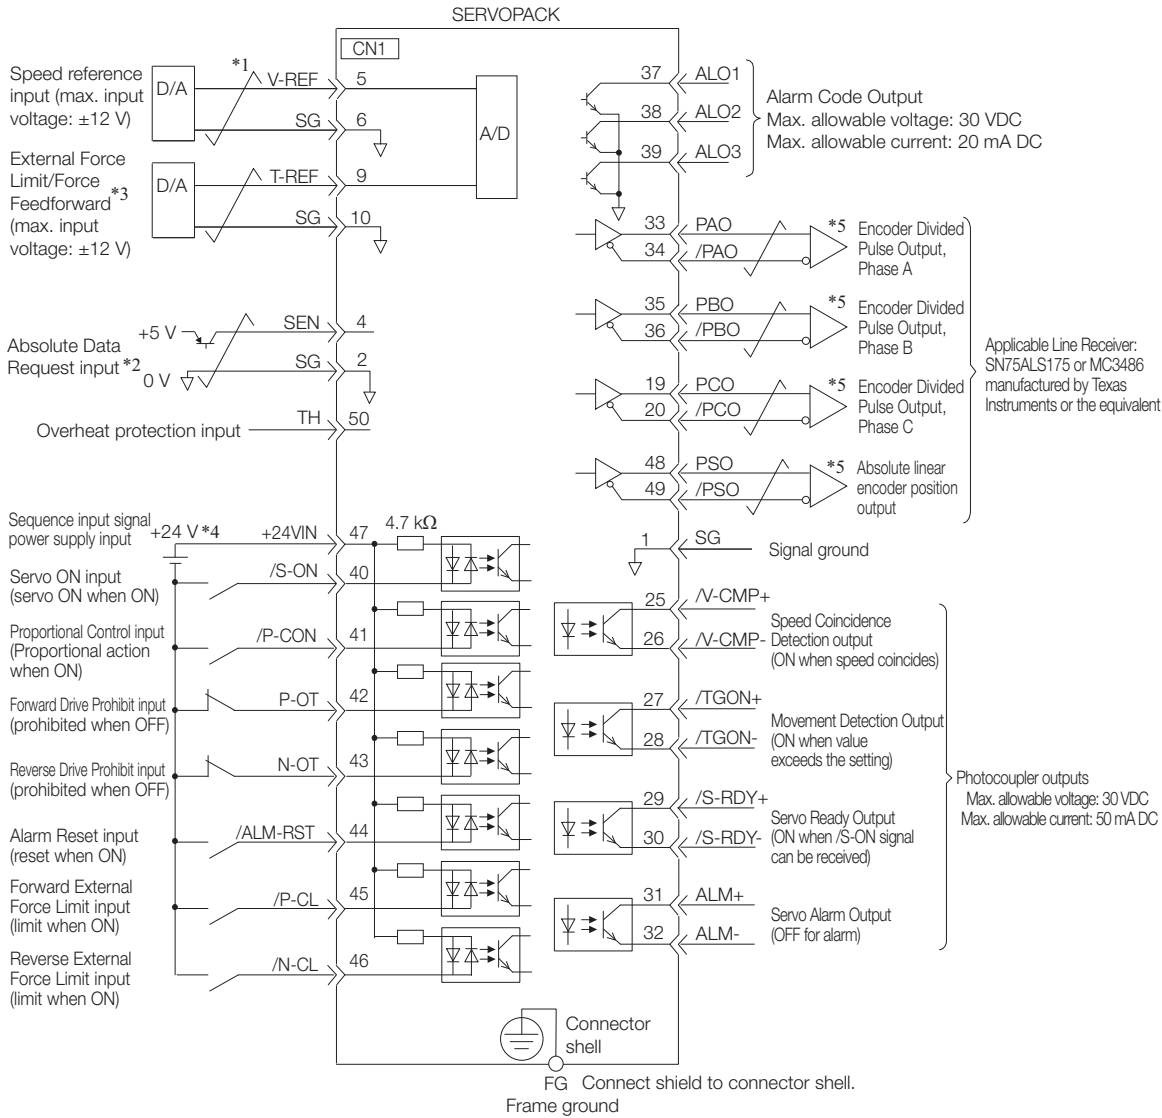 SERVOPACK
CN1
Speed reference
input (max. input
voltage: ±12 V)
D/A
*1
V-REF
5
SG
6
A/D
External Force
Limit/Force
Feedforward *3
(max. input
voltage: ±12 V)
D/A
T-REF
9
SG
10
Absolute Data
Request input *2
+5 V
0 V
SEN
4
SG
2
Overheat protection input
TH
50
Sequence input signal
power supply input
+24 V *4
+24VIN
47
4.7 kΩ
Servo ON input
(servo ON when ON)
/S-ON
40
Proportional Control input
(Proportional action
when ON)
/P-CON
41
Forward Drive Prohibit input
(prohibited when OFF)
P-OT
42
Reverse Drive Prohibit input
(prohibited when OFF)
N-OT
43
Alarm Reset input
(reset when ON)
/ALM-RST
44
Forward External
Force Limit input
(limit when ON)
/P-CL
45
Reverse External
Force Limit input
(limit when ON)
/N-CL
46
37
ALO1
38
ALO2
39
ALO3
Alarm Code Output
Max. allowable voltage: 30 VDC
Max. allowable current: 20 mA DC
33
PAO
34
/PAO
*5
Encoder Divided
Pulse Output,
Phase A
35
PBO
36
/PBO
*5
Encoder Divided
Pulse Output,
Phase B
19
PCO
20
/PCO
*5
Encoder Divided
Pulse Output,
Phase C
48
PSO
49
/PSO
*5
Absolute linear
encoder position
output
Applicable Line Receiver:
SN75ALS175 or MC3486
manufactured by Texas
Instruments or the equivalent
1
SG
Signal ground
25
/V-CMP+
26
/V-CMP-
Speed Coincidence
Detection output
(ON when speed coincides)
27
/TGON+
28
/TGON-
Movement Detection Output
(ON when value
exceeds the setting)
29
/S-RDY+
30
/S-RDY-
Servo Ready Output
(ON when /S-ON signal
can be received)
31
ALM+
32
ALM-
Servo Alarm Output
(OFF for alarm)
Photocoupler outputs
Max. allowable voltage: 30 VDC
Max. allowable current: 50 mA DC
Connector
shell
FG
Connect shield to connector shell.
Frame ground